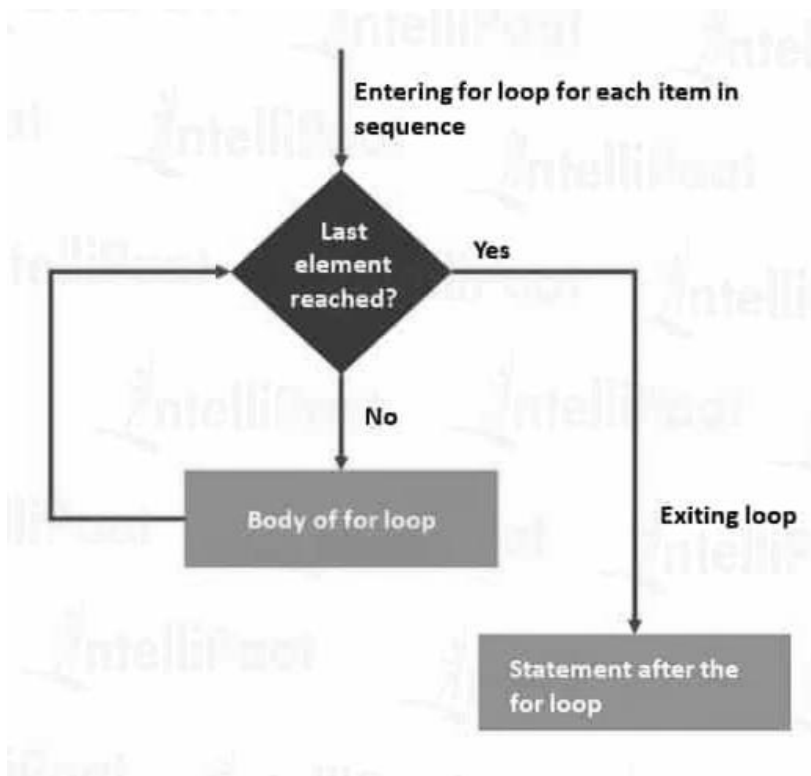 Entering for loop for each item in
sequence
Last
element
reached?
Yes
No
Body of for loop
Exiting loop
Statement after the
for loop